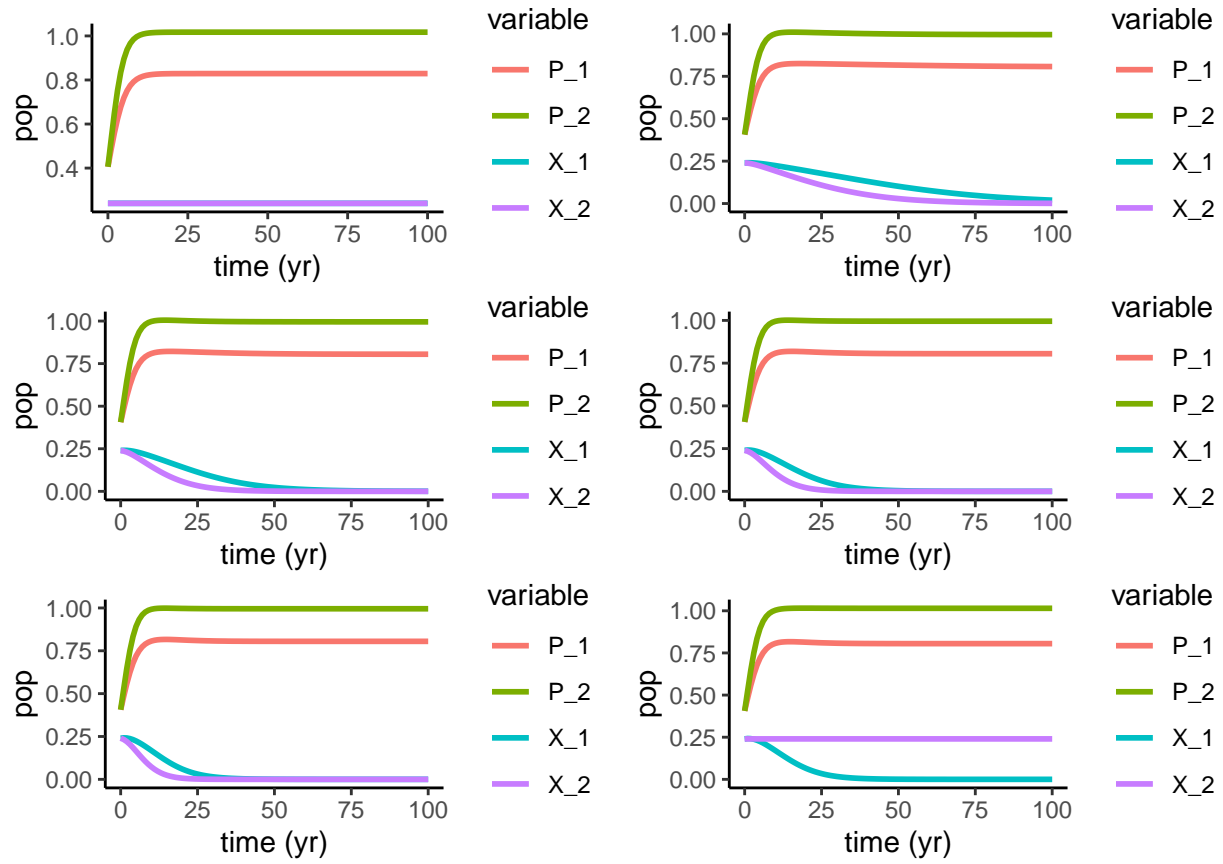 variable
1.0
0.8
0.6
0.4
pop
P_1
P_2
X_1
X_2
0 25 50 75 100
time (yr)
variable
1.00
0.75
0.50
0.25
0.00
pop
P_1
P_2
X_1
X_2
0 25 50 75 100
time (yr)
variable
1.00
0.75
0.50
0.25
0.00
pop
P_1
P_2
X_1
X_2
0 25 50 75 100
time (yr)
variable
1.00
0.75
0.50
0.25
0.00
pop
P_1
P_2
X_1
X_2
0 25 50 75 100
time (yr)
variable
1.00
0.75
0.50
0.25
0.00
pop
P_1
P_2
X_1
X_2
0 25 50 75 100
time (yr)
variable
1.00
0.75
0.50
0.25
0.00
pop
P_1
P_2
X_1
X_2
0 25 50 75 100
time (yr)